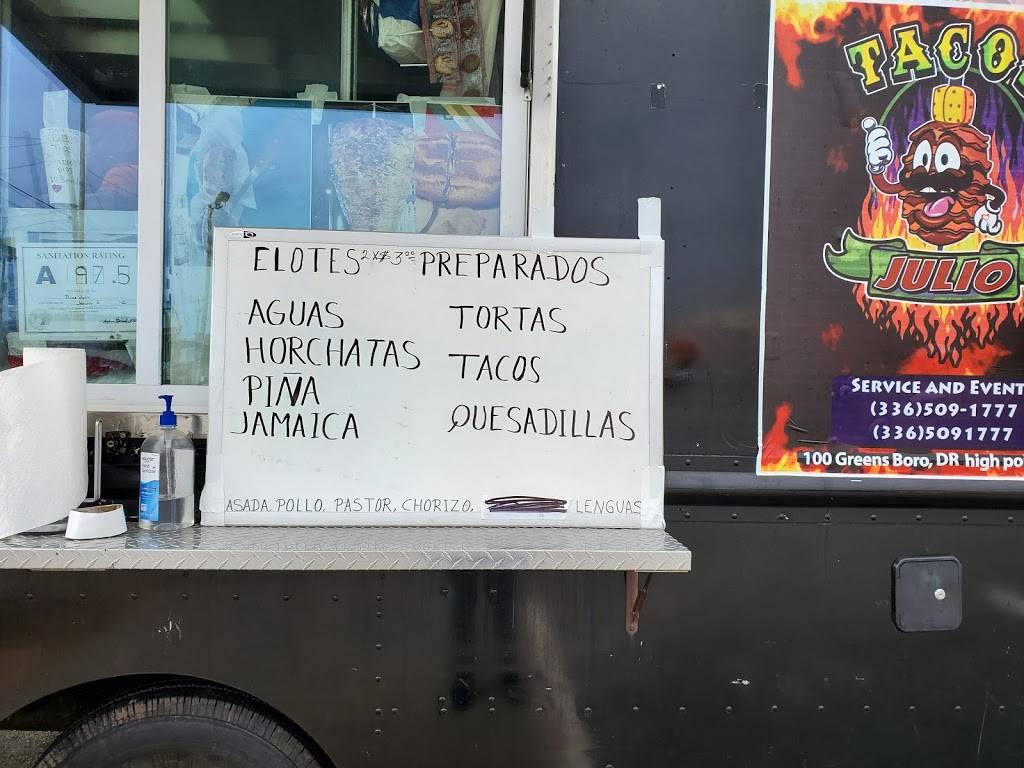 SANITATION RATING
A 97.5
ELOTES 2x$3.00 PREPARADOS
AGUAS
HORCHATAS
PIÑA
JAMAICA
TORTAS
TACOS
QUESADILLAS
ASADA, POLLO, PASTOR, CHORIZO, LENGUAS
TACOS
JULIO
SERVICE AND EVENT
(336)509-1777
(336)5091777
100 Greens Boro, DR high po